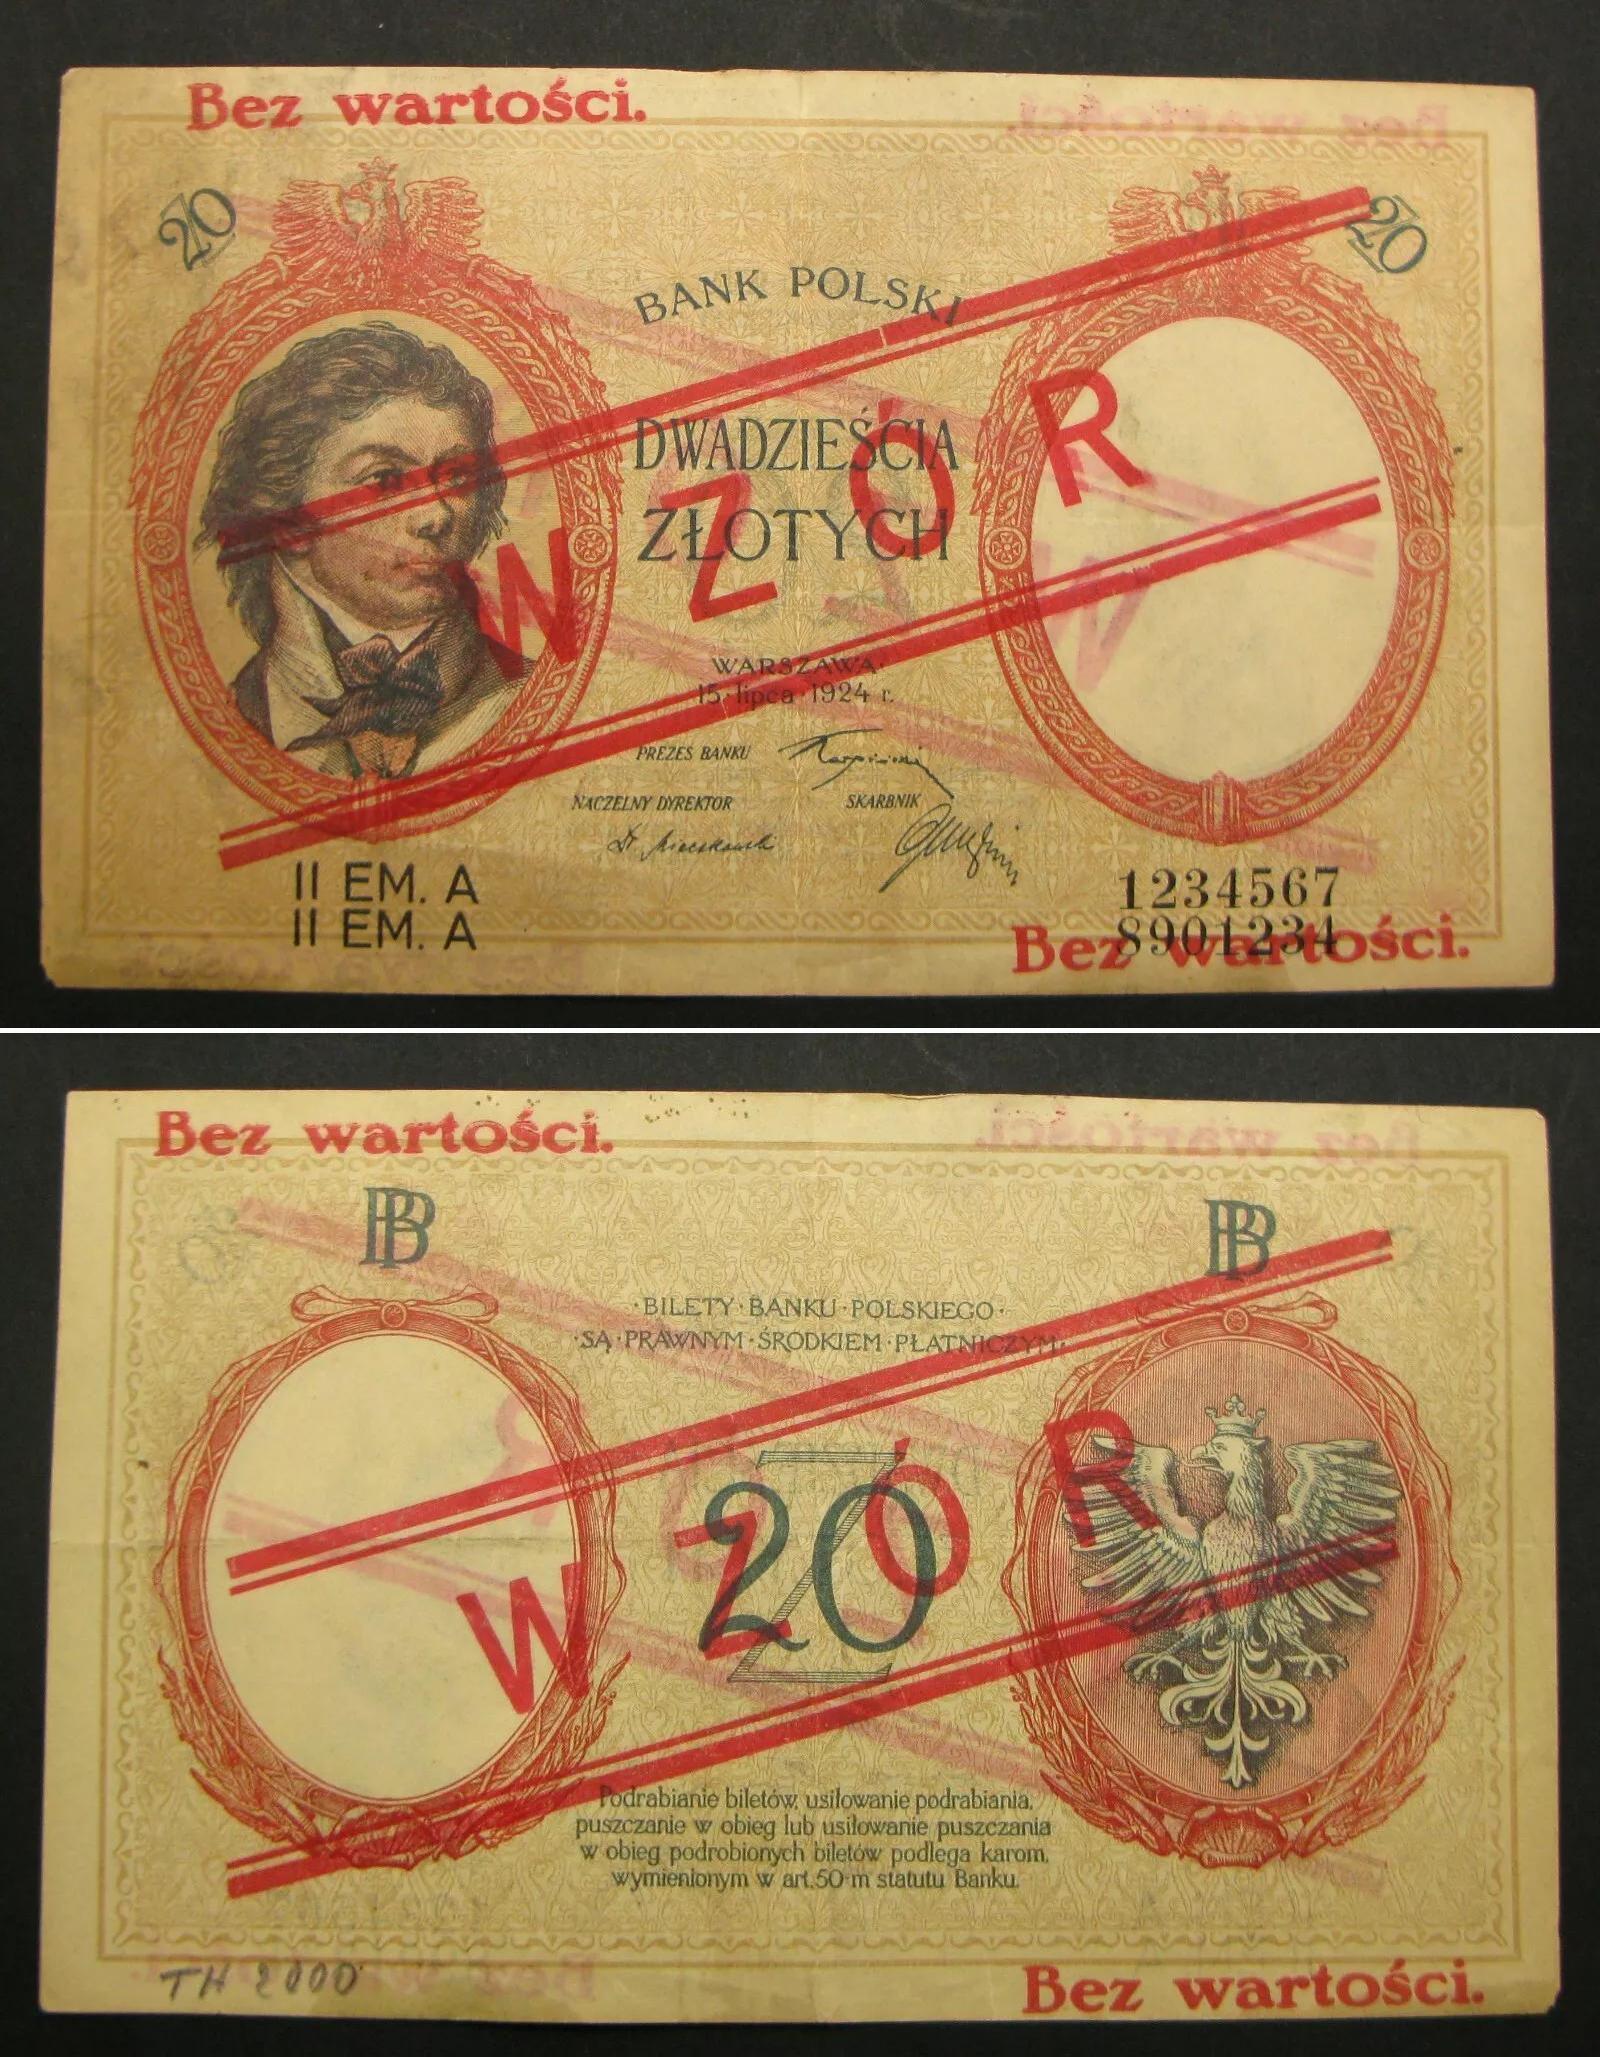 Bez wartości.
20
20
BANK POLSKI
DWADZIEŚCIA
ZŁOTYCH
WZÓR
WARSZAWA·
15·lipca·1924 r.
PREZES BANKU
NACZELNY DYREKTOR SKARBNIK
II EM. A 1234567
II EM. A 8901234
Bez wartości.
Bez wartości.
BP BP
·BILETY·BANKU·POLSKIEGO·
·SĄ·PRAWNYM·ŚRODKIEM·PŁATNICZYM·
WZÓR
20 Z
Podrabianie biletów, usiłowanie podrabiania,
puszczanie w obieg lub usiłowanie puszczania
w obieg podrobionych biletów podlega karom,
wymienionym w art. 50-m statutu Banku.
TH 2000
Bez wartości.